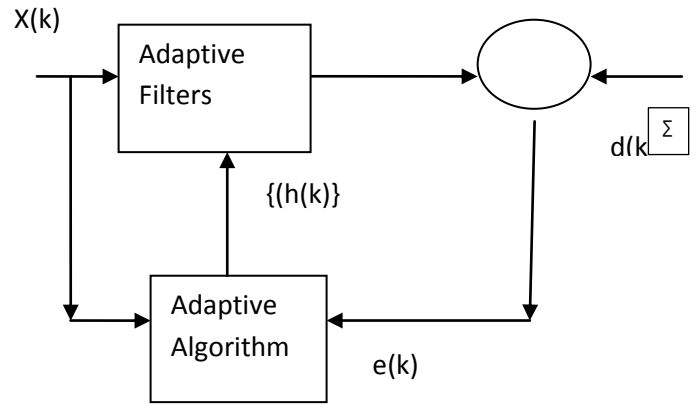 X(k)
Adaptive
Filters
Σ
d(k
{(h(k)}
Adaptive
Algorithm
e(k)